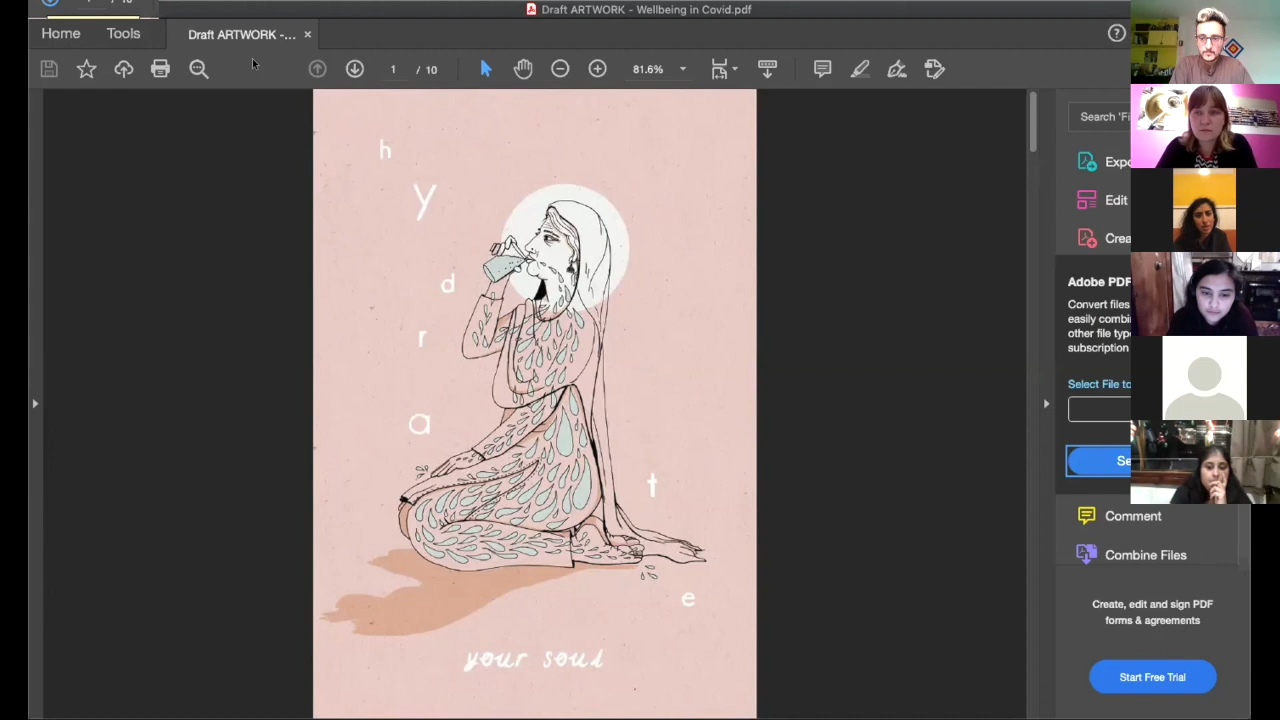 Draft ARTWORK - Wellbeing in Covid.pdf
Home
Tools
Draft ARTWORK -... ×
1 / 10
81.6%
h
y
d
r
a
t
e
your soul
Search 'Fi
Expo
Edit
Crea
Adobe PDF
Convert files
easily combin
other file type
subscription
Select File to
Se
Comment
Combine Files
Create, edit and sign PDF
forms & agreements
Start Free Trial